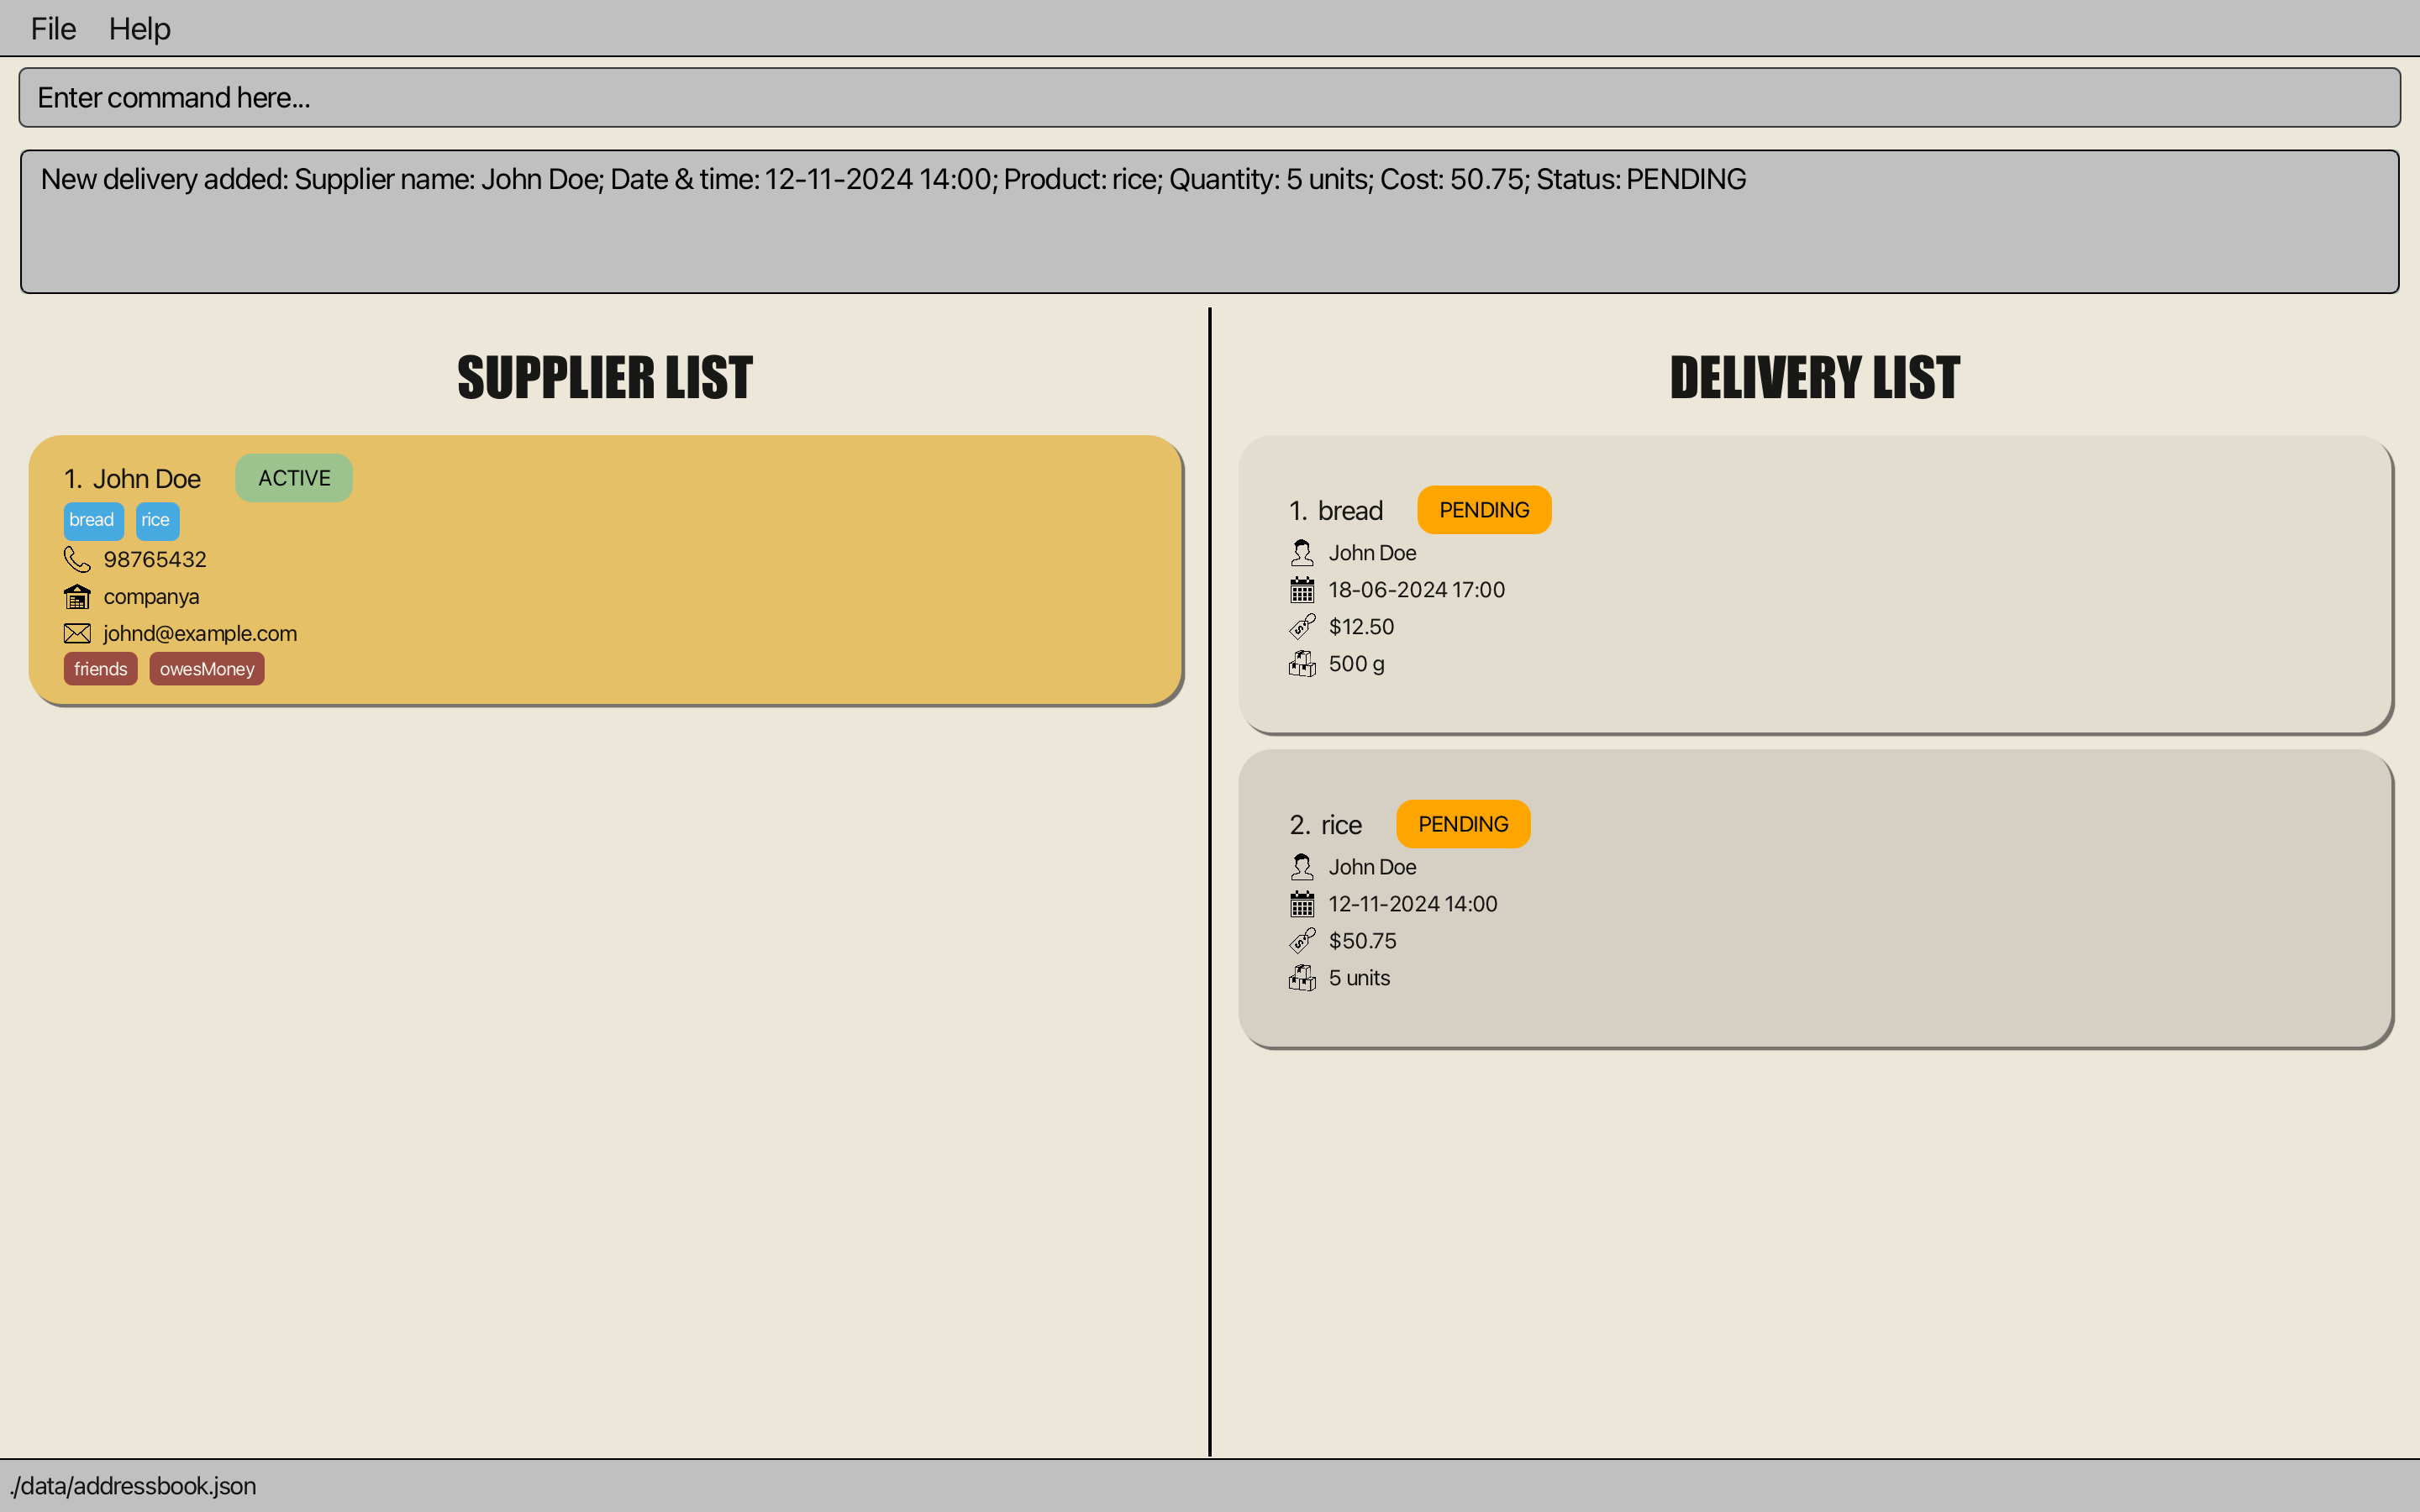 File Help
Enter command here...
New delivery added: Supplier name: John Doe; Date & time: 12-11-2024 14:00; Product: rice; Quantity: 5 units; Cost: 50.75; Status: PENDING
SUPPLIER LIST
1. John Doe ACTIVE
bread rice
98765432
companya
johnd@example.com
friends owesMoney
DELIVERY LIST
1. bread PENDING
John Doe
18-06-2024 17:00
$12.50
500 g
2. rice PENDING
John Doe
12-11-2024 14:00
$50.75
5 units
./data/addressbook.json